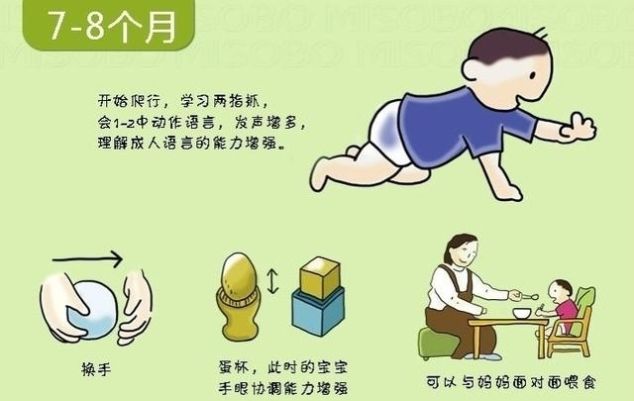 MISOBO MISOBO MISOBO
7-8个月
开始爬行，学习两指抓，
会1-2中动作语言，发声增多，
理解成人语言的能力增强。
换手
蛋杯，此时的宝宝
手眼协调能力增强
可以与妈妈面对面喂食